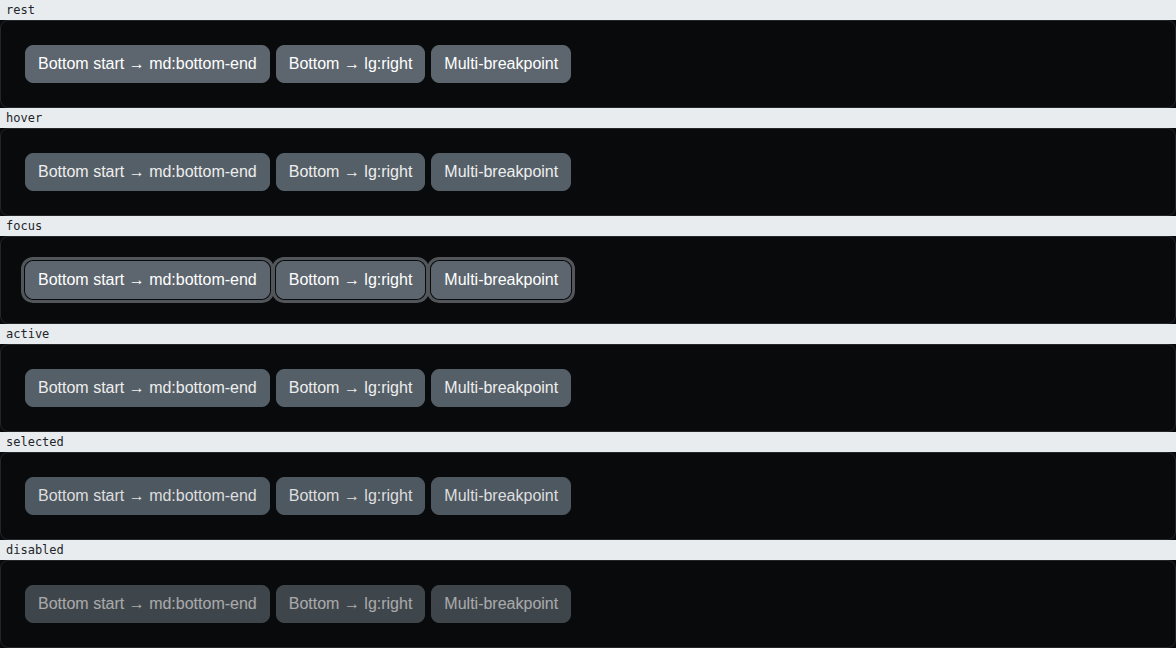 rest
Bottom start → md:bottom-end Bottom → lg:right Multi-breakpoint
hover
Bottom start → md:bottom-end Bottom → lg:right Multi-breakpoint
focus
Bottom start → md:bottom-end Bottom → lg:right Multi-breakpoint
active
Bottom start → md:bottom-end Bottom → lg:right Multi-breakpoint
selected
Bottom start → md:bottom-end Bottom → lg:right Multi-breakpoint
disabled
Bottom start → md:bottom-end Bottom → lg:right Multi-breakpoint